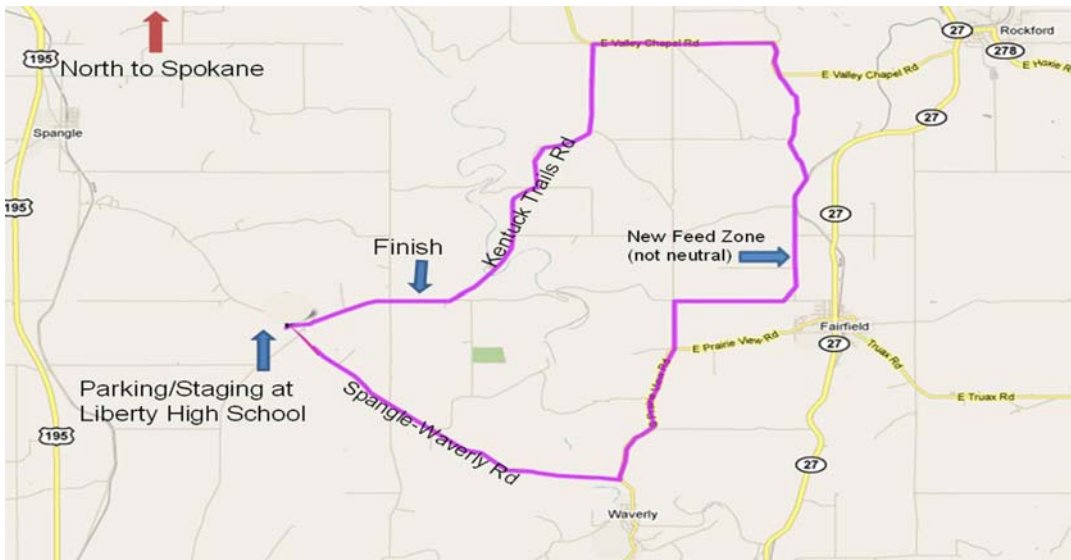 27
Rockford
278
E Hoxie R
195
North to Spokane
E Valley Chapel Rd
E Valley Chapel Rd
27
Spangle
Kentuck Trails Rd
195
27
New Feed Zone
(not neutral)
Finish
Fairfield
27
E Prairie View Rd
Truax Rd
Parking/Staging at
Liberty High School
E Truax Rd
Spangle-Waverly Rd
195
27
Waverly